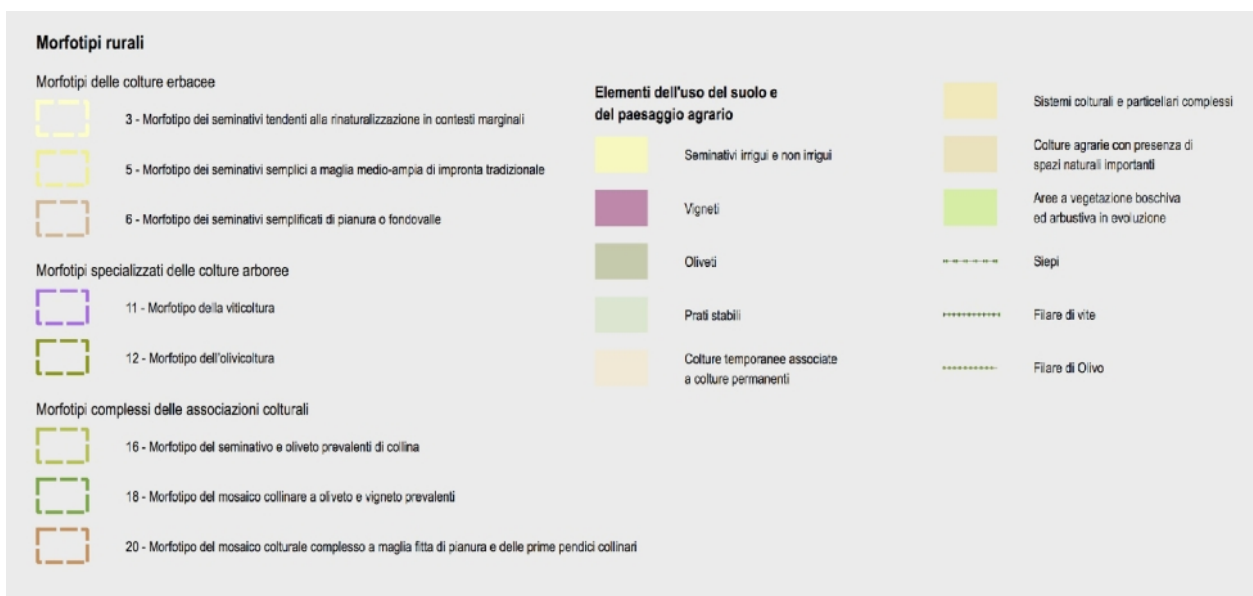 Morfotipi rurali
Morfotipi delle colture erbacee
3 - Morfotipo dei seminativi tendenti alla rinaturalizzazione in contesti marginali
5 - Morfotipo dei seminativi semplici a maglia medio-ampia di impronta tradizionale
6 - Morfotipo dei seminativi semplificati di pianura o fondovalle
Morfotipi specializzati delle colture arboree
11 - Morfotipo della viticoltura
12 - Morfotipo dell'olivicoltura
Morfotipi complessi delle associazioni colturali
16 - Morfotipo del seminativo e oliveto prevalenti di collina
18 - Morfotipo del mosaico collinare a oliveto e vigneto prevalenti
20 - Morfotipo del mosaico colturale complesso a maglia fitta di pianura e delle prime pendici collinari
Elementi dell'uso del suolo e
del paesaggio agrario
Seminativi irrigui e non irrigui
Vigneti
Oliveti
Prati stabili
Colture temporanee associate
a colture permanenti
Sistemi colturali e particellari complessi
Colture agrarie con presenza di
spazi naturali importanti
Aree a vegetazione boschiva
ed arbustiva in evoluzione
Siepi
Filare di vite
Filare di Olivo